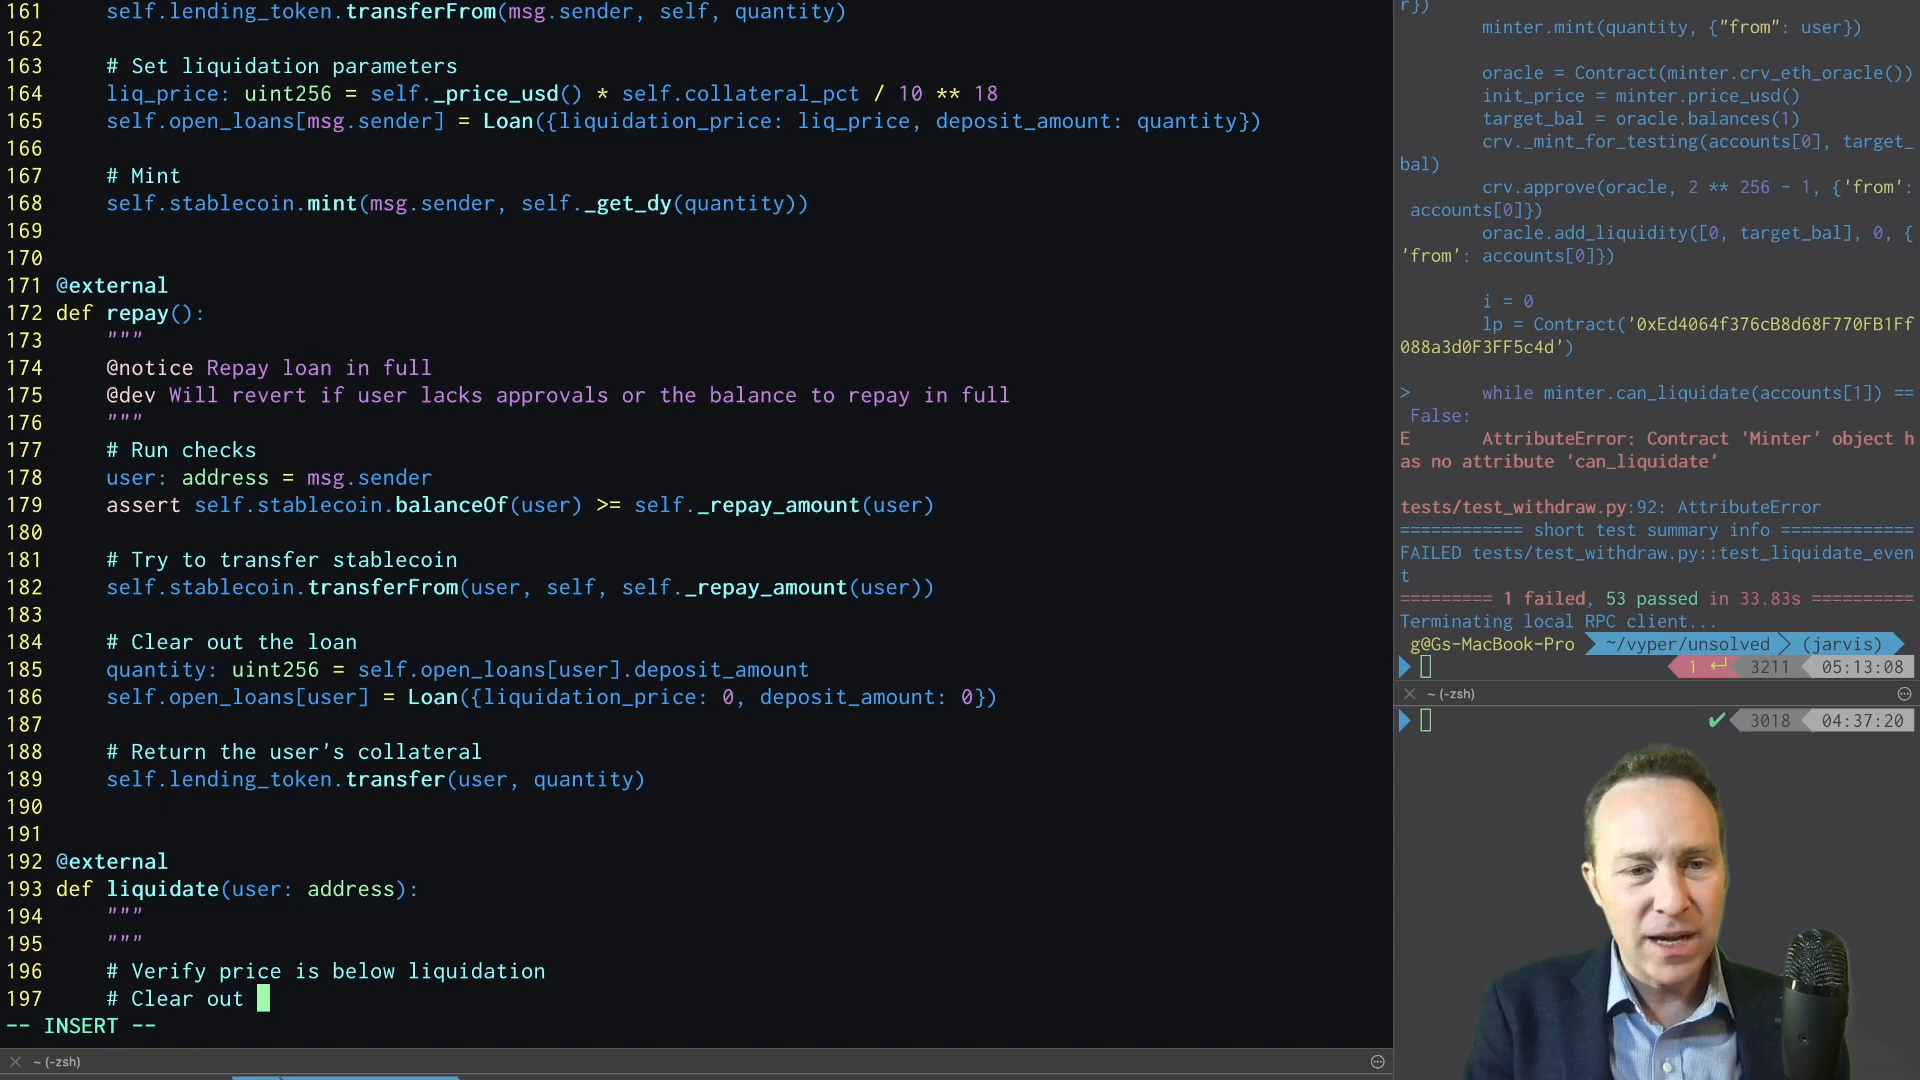 161     self.lending_token.transferFrom(msg.sender, self, quantity)
162
163     # Set liquidation parameters
164     liq_price: uint256 = self._price_usd() * self.collateral_pct / 10 ** 18
165     self.open_loans[msg.sender] = Loan({liquidation_price: liq_price, deposit_amount: quantity})
166
167     # Mint
168     self.stablecoin.mint(msg.sender, self._get_dy(quantity))
169
170
171 @external
172 def repay():
173     """
174     @notice Repay loan in full
175     @dev Will revert if user lacks approvals or the balance to repay in full
176     """
177     # Run checks
178     user: address = msg.sender
179     assert self.stablecoin.balanceOf(user) >= self._repay_amount(user)
180
181     # Try to transfer stablecoin
182     self.stablecoin.transferFrom(user, self, self._repay_amount(user))
183
184     # Clear out the loan
185     quantity: uint256 = self.open_loans[user].deposit_amount
186     self.open_loans[user] = Loan({liquidation_price: 0, deposit_amount: 0})
187
188     # Return the user's collateral
189     self.lending_token.transfer(user, quantity)
190
191
192 @external
193 def liquidate(user: address):
194     """
195     """
196     # Verify price is below liquidation
197     # Clear out
-- INSERT --
~ (-zsh)
r})
minter.mint(quantity, {"from": user})
oracle = Contract(minter.crv_eth_oracle())
init_price = minter.price_usd()
target_bal = oracle.balances(1)
crv._mint_for_testing(accounts[0], target_
bal)
crv.approve(oracle, 2 ** 256 - 1, {'from':
accounts[0]})
oracle.add_liquidity([0, target_bal], 0, {
'from': accounts[0]})
i = 0
lp = Contract('0xEd4064f376cB8d68F770FB1Ff
088a3d0F3FF5c4d')
>       while minter.can_liquidate(accounts[1]) ==
False:
E       AttributeError: Contract 'Minter' object h
as no attribute 'can_liquidate'
tests/test_withdraw.py:92: AttributeError
============ short test summary info =============
FAILED tests/test_withdraw.py::test_liquidate_even
t
========= 1 failed, 53 passed in 33.83s ==========
Terminating local RPC client...
g@Gs-MacBook-Pro ~/vyper/unsolved (jarvis)
1 ↵ 3211 05:13:08
~ (-zsh)
✔ 3018 04:37:20